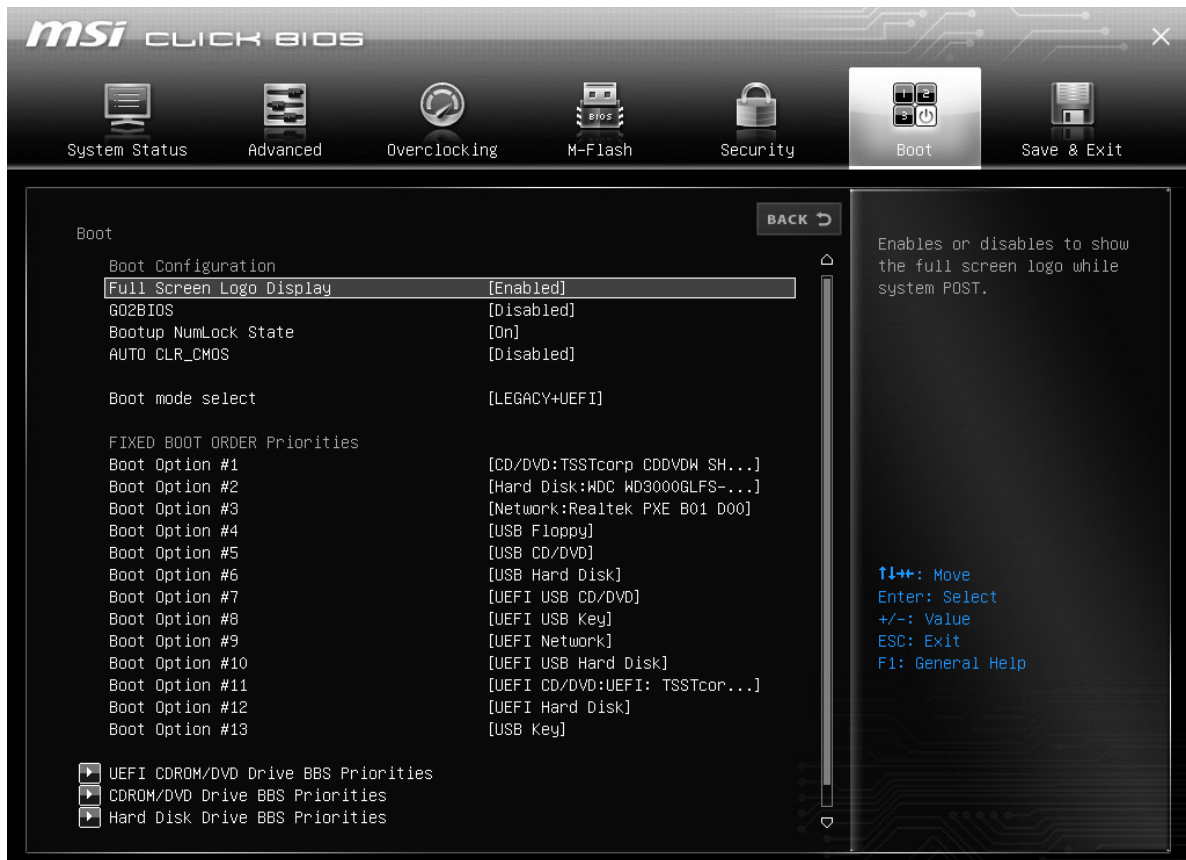 msi CLICK BIOS
System Status Advanced Overclocking M-Flash Security Boot Save & Exit
BIOS
1 2
3
BACK
Boot
Boot Configuration
Full Screen Logo Display [Enabled]
GO2BIOS [Disabled]
Bootup NumLock State [On]
AUTO CLR_CMOS [Disabled]
Boot mode select [LEGACY+UEFI]
FIXED BOOT ORDER Priorities
Boot Option #1 [CD/DVD:TSSTcorp CDDVDW SH...]
Boot Option #2 [Hard Disk:WDC WD3000GLFS-...]
Boot Option #3 [Network:Realtek PXE B01 D00]
Boot Option #4 [USB Floppy]
Boot Option #5 [USB CD/DVD]
Boot Option #6 [USB Hard Disk]
Boot Option #7 [UEFI USB CD/DVD]
Boot Option #8 [UEFI USB Key]
Boot Option #9 [UEFI Network]
Boot Option #10 [UEFI USB Hard Disk]
Boot Option #11 [UEFI CD/DVD:UEFI: TSSTcor...]
Boot Option #12 [UEFI Hard Disk]
Boot Option #13 [USB Key]
UEFI CDROM/DVD Drive BBS Priorities
CDROM/DVD Drive BBS Priorities
Hard Disk Drive BBS Priorities
Enables or disables to show
the full screen logo while
system POST.
↑↓→←: Move
Enter: Select
+/-: Value
ESC: Exit
F1: General Help